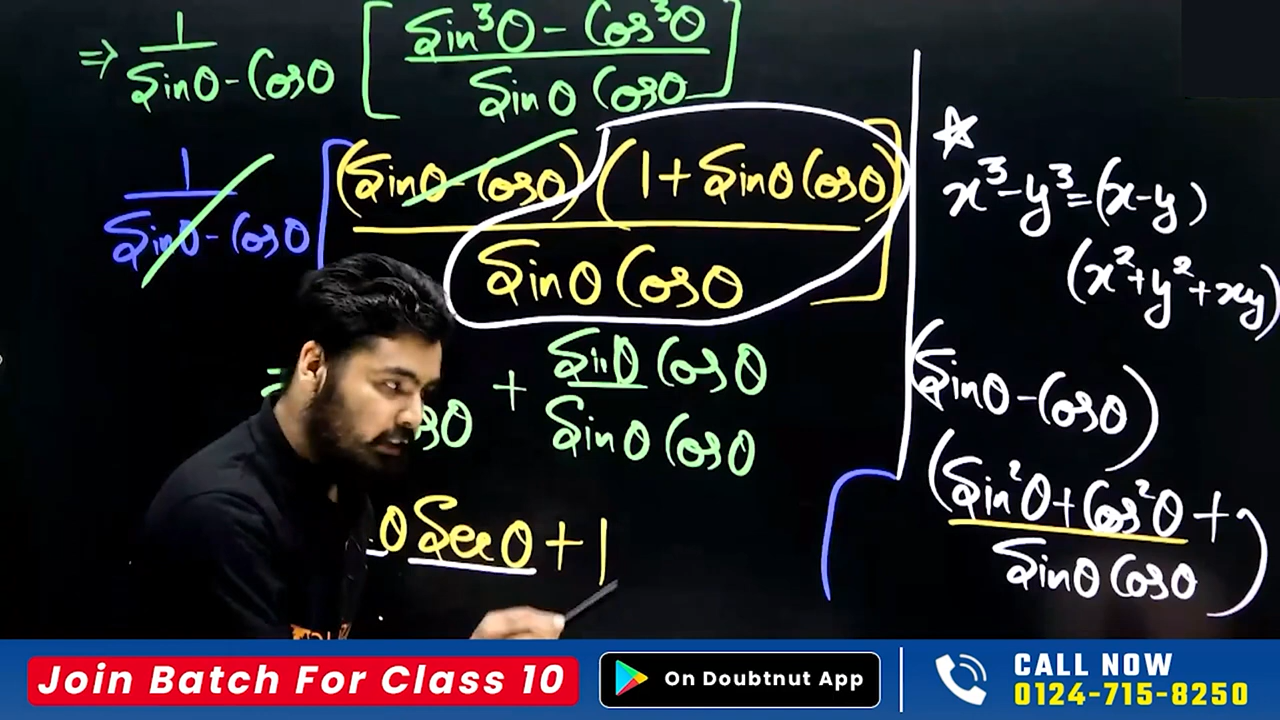 ⇒ 1/(Sinθ - Cosθ) [ (Sin³θ - Cos³θ)/(Sinθ Cosθ) ]
1/(Sinθ - Cosθ) [ (Sinθ - Cosθ) (1 + Sinθ Cosθ)/(Sinθ Cosθ) ]
+ (Sinθ Cosθ)/(Sinθ Cosθ)
θ Secθ + 1
☆
x³ - y³ = (x - y)
(x² + y² + xy)
(Sinθ - Cosθ)
(Sin²θ + Cos²θ +
Sinθ Cosθ)
Join Batch For Class 10
On Doubtnut App
CALL NOW
0124-715-8250